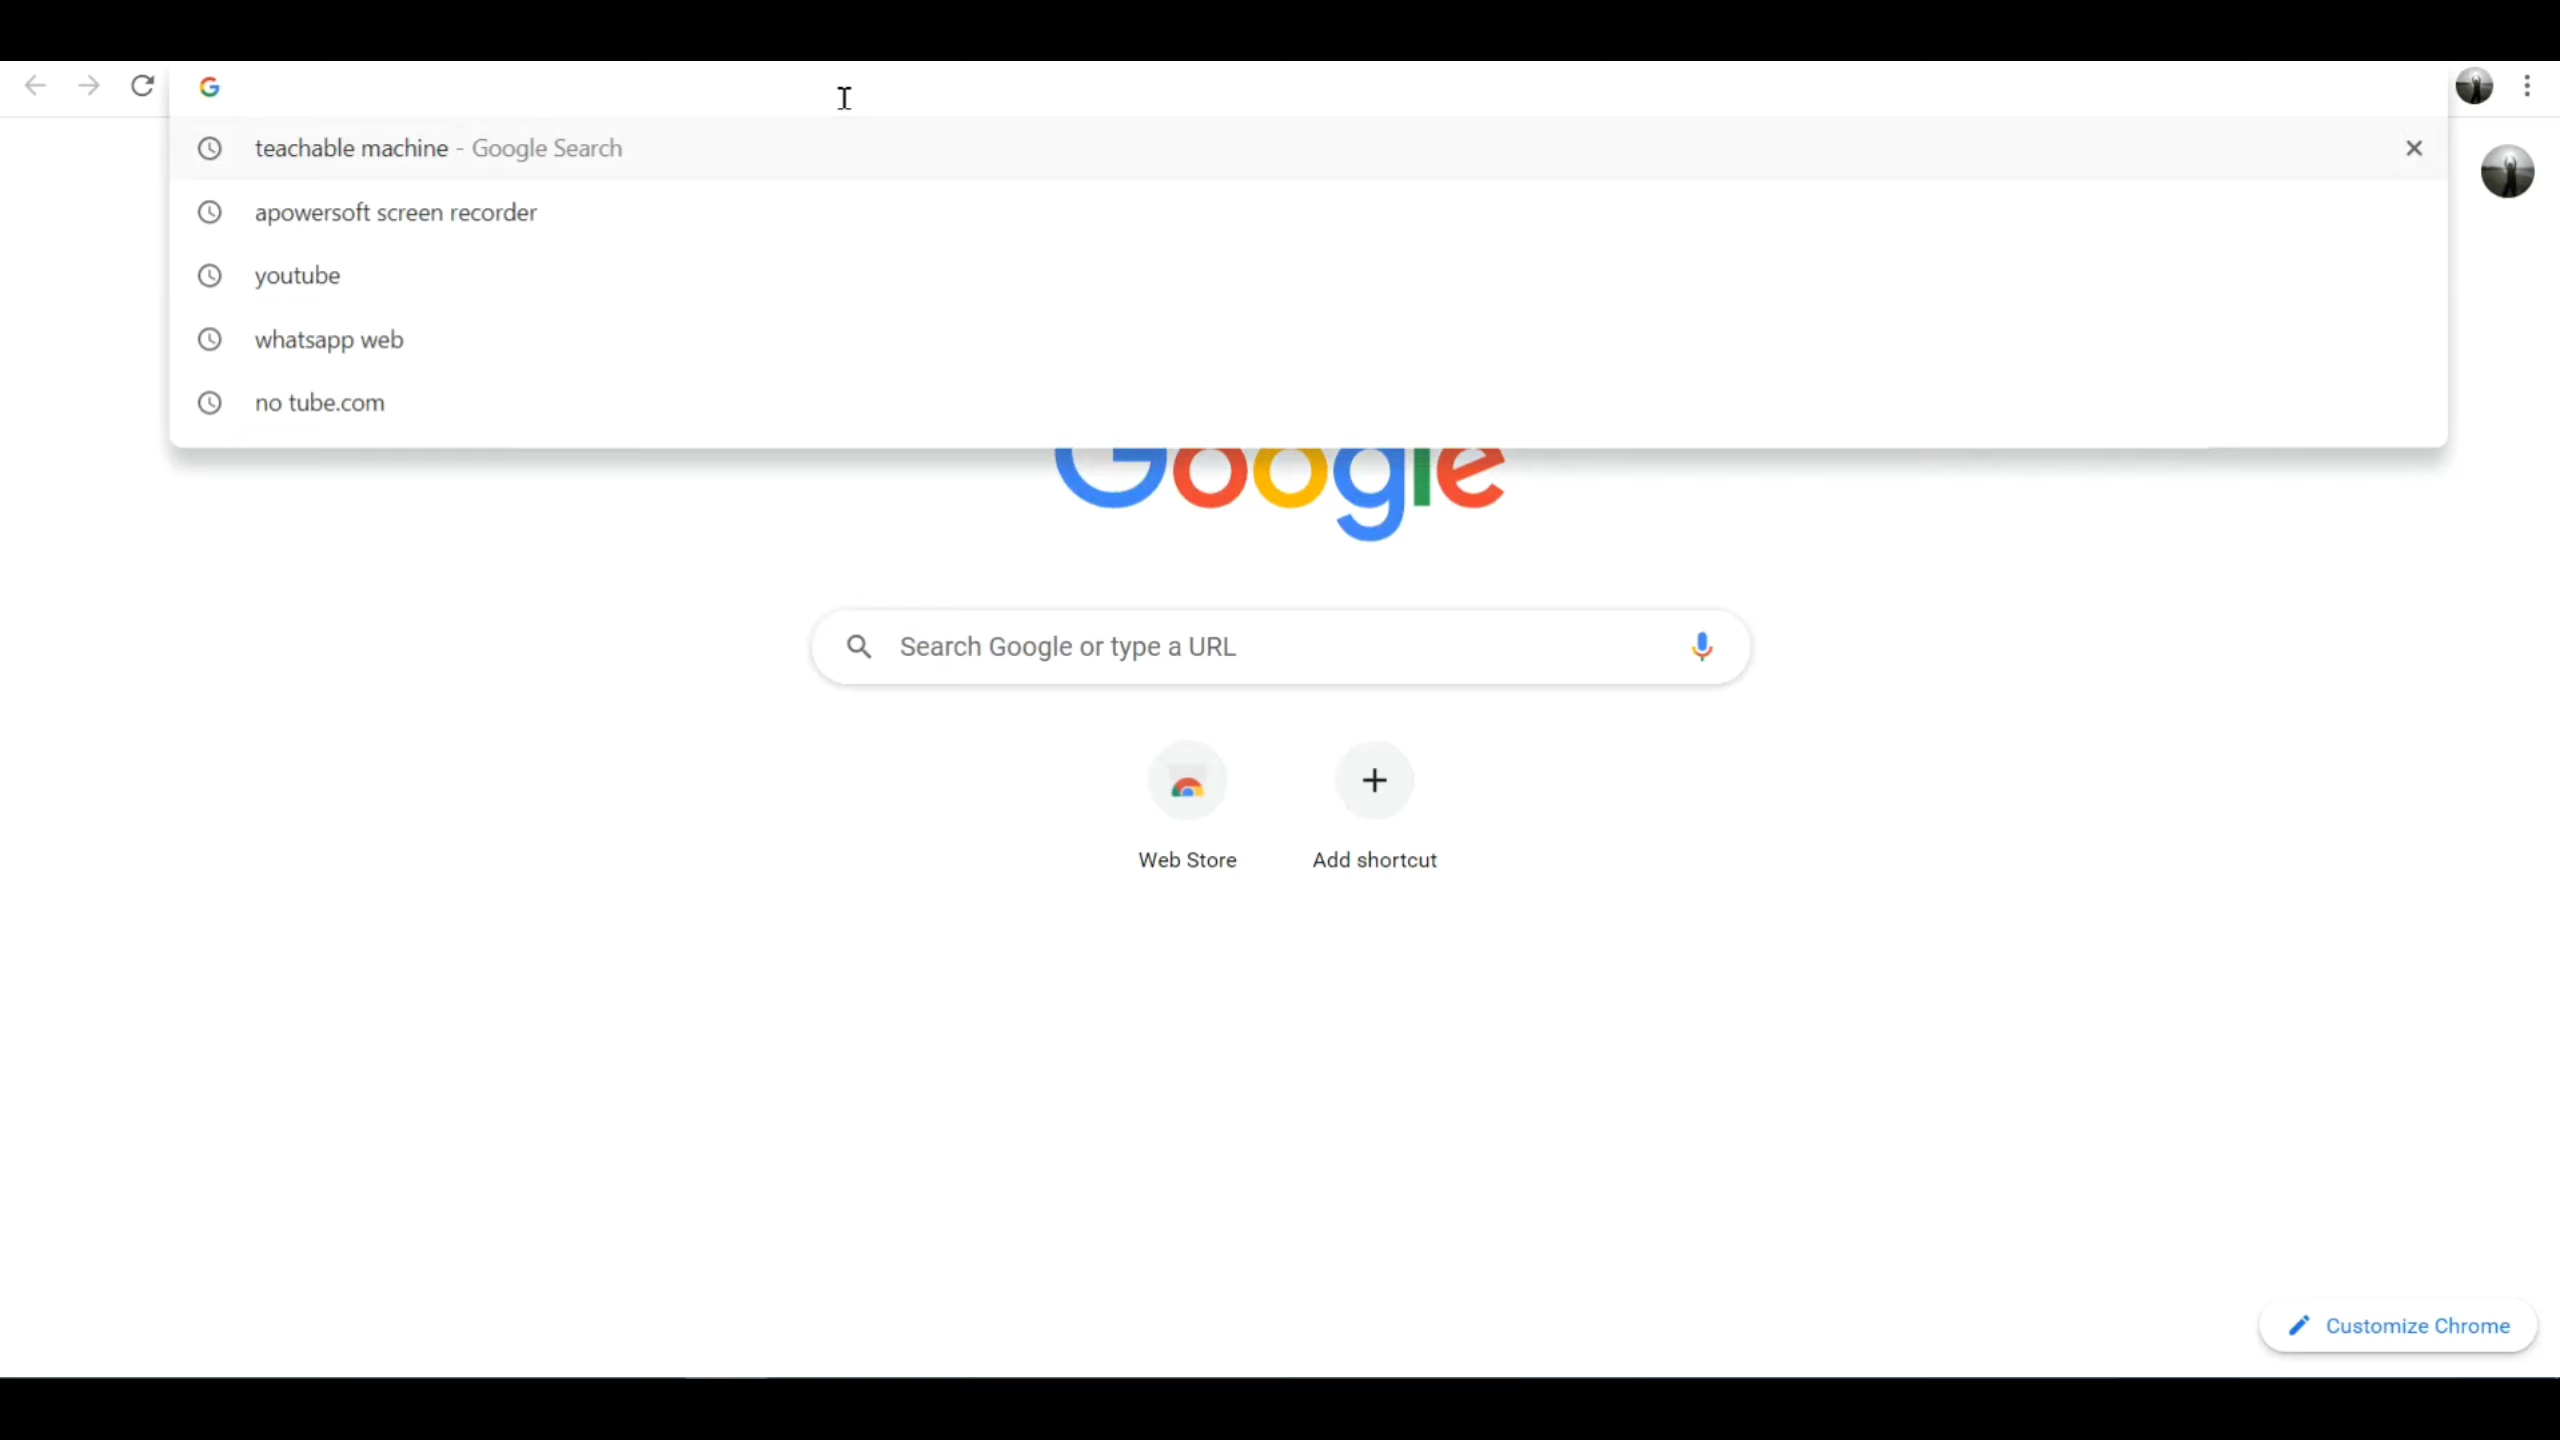 teachable machine - Google Search
apowersoft screen recorder
youtube
whatsapp web
no tube.com
Google
Search Google or type a URL
Web Store
Add shortcut
Customize Chrome